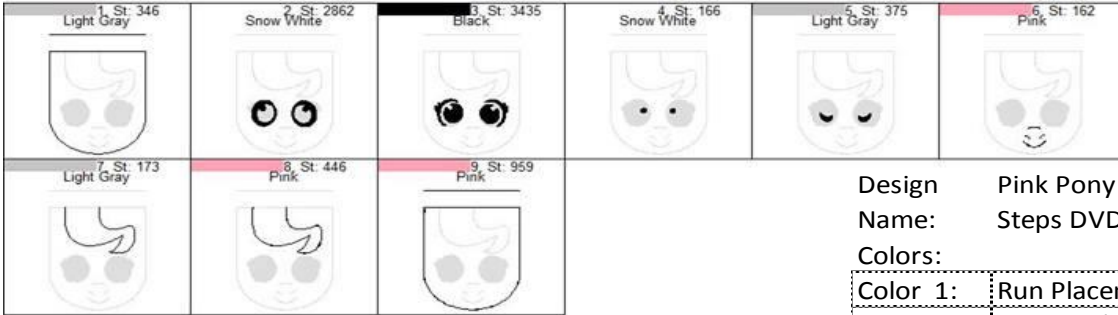 1, St: 346
Light Gray
2, St: 2862
Snow White
3, St: 3435
Black
4, St: 166
Snow White
5, St: 375
Light Gray
6, St: 162
Pink
7, St: 173
Light Gray
8, St: 446
Pink
9, St: 959
Pink
Design Pink Pony
Name: Steps DVD
Colors:
Color 1: Run